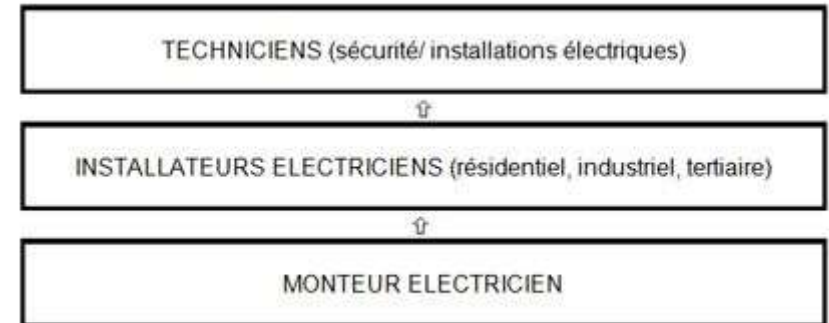 TECHNICIENS (sécurité/ installations électriques)
⇧
INSTALLATEURS ELECTRICIENS (résidentiel, industriel, tertiaire)
⇧
MONTEUR ELECTRICIEN